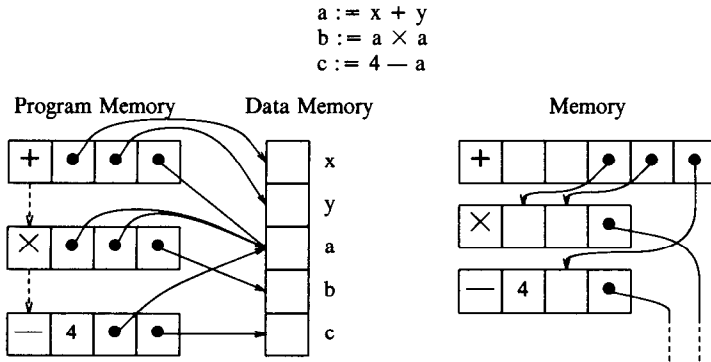 a := x + y
b := a × a
c := 4 — a
Program Memory
Data Memory
Memory
+
x
y
×
a
b
— 4
c
+
×
— 4